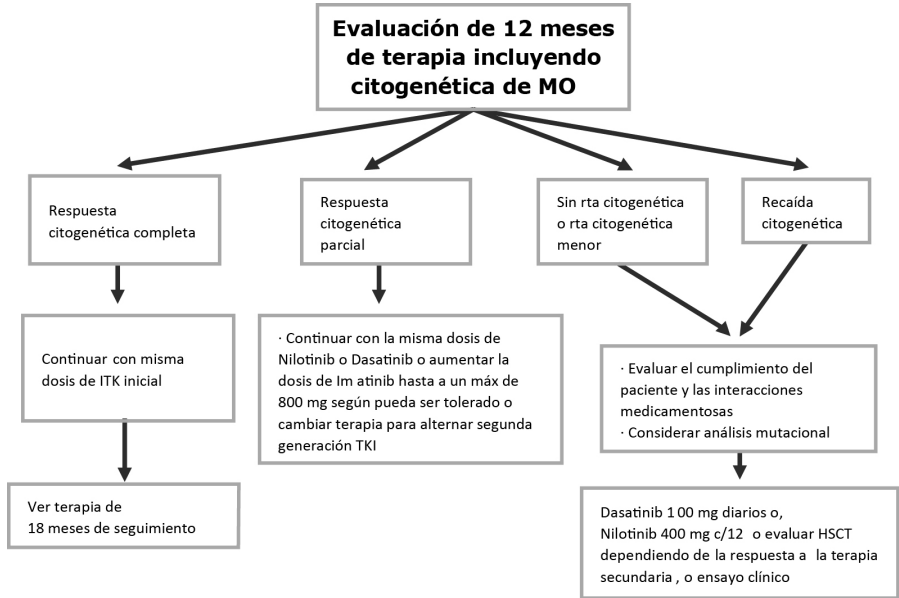 Evaluación de 12 meses
de terapia incluyendo
citogenética de MO
Respuesta
citogenética completa
Respuesta
citogenética
parcial
Sin rta citogenética
o rta citogenética
menor
Recaída
citogenética
Continuar con misma
dosis de ITK inicial
· Continuar con la misma dosis de
Nilotinib o Dasatinib o aumentar la
dosis de Im atinib hasta a un máx de
800 mg según pueda ser tolerado o
cambiar terapia para alternar segunda
generación TKI
· Evaluar el cumplimiento del
paciente y las interacciones
medicamentosas
· Considerar análisis mutacional
Ver terapia de
18 meses de seguimiento
Dasatinib 100 mg diarios o,
Nilotinib 400 mg c/12 o evaluar HSCT
dependiendo de la respuesta a la terapia
secundaria , o ensayo clínico